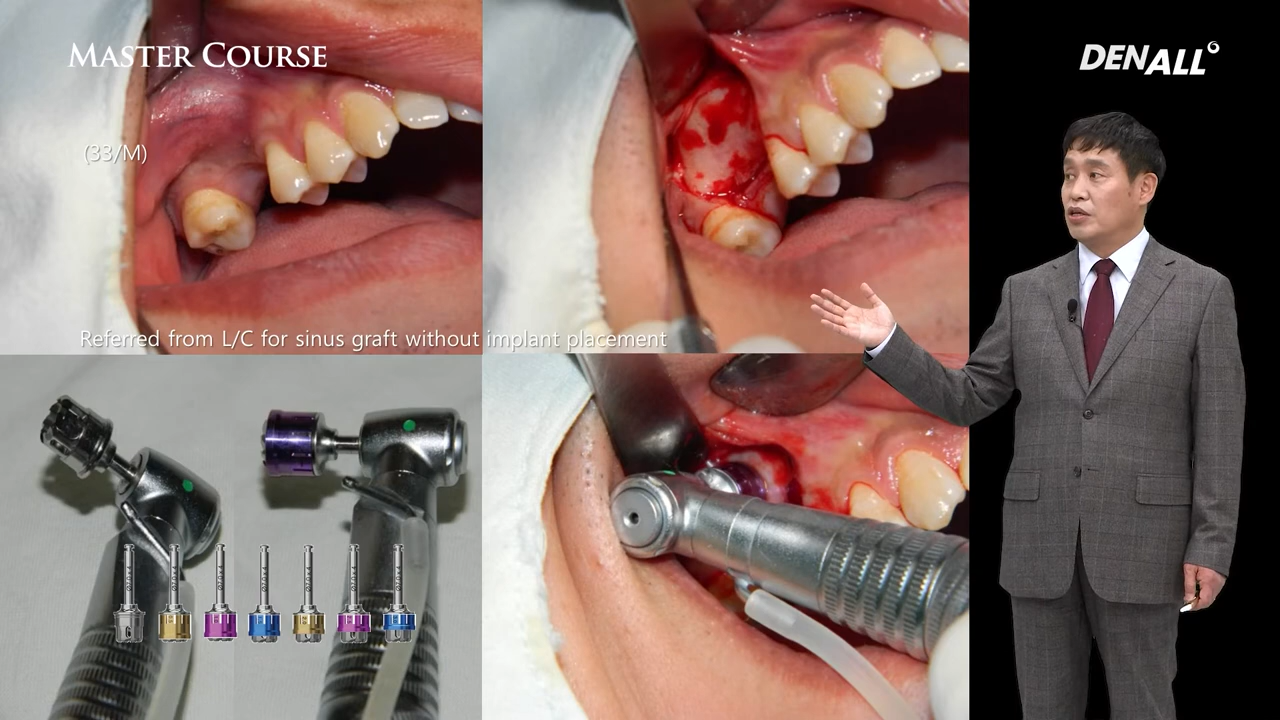 MASTER COURSE
DENALL
(33/M)
Referred from L/C for sinus graft without implant placement